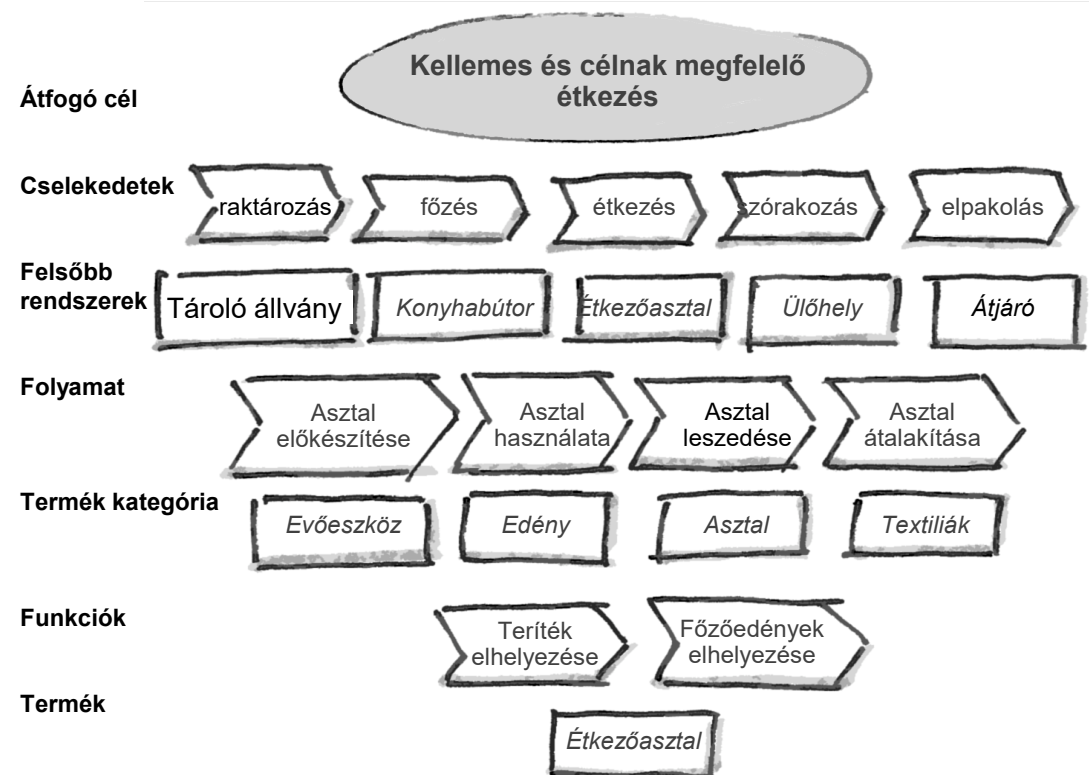 Kellemes és célnak megfelelő
étkezés
Átfogó cél
Cselekedetek
raktározás
főzés
étkezés
szórakozás
elpakolás
Felsőbb
rendszerek
Tároló állvány
Konyhabútor
Étkezőasztal
Ülőhely
Átjáró
Folyamat
Asztal
előkészítése
Asztal
használata
Asztal
leszedése
Asztal
átalakítása
Termék kategória
Evőeszköz
Edény
Asztal
Textiliák
Funkciók
Teríték
elhelyezése
Főzőedények
elhelyezése
Termék
Étkezőasztal